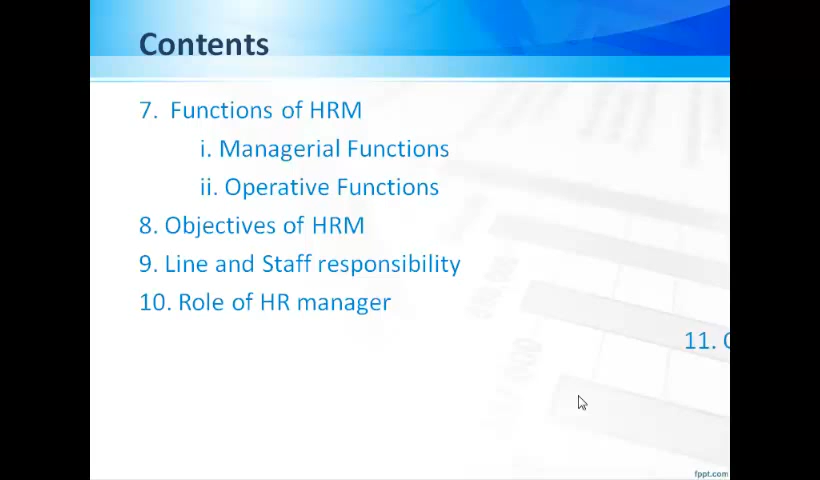 Contents
7. Functions of HRM
i. Managerial Functions
ii. Operative Functions
8. Objectives of HRM
9. Line and Staff responsibility
10. Role of HR manager
11.
fppt.com